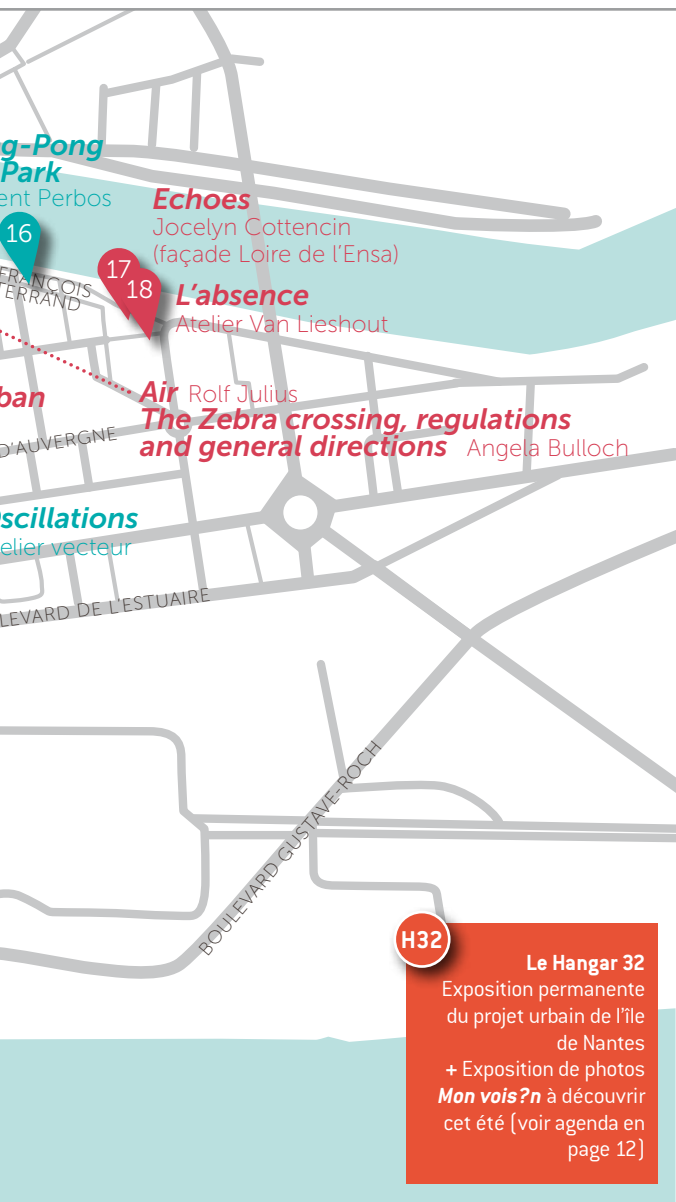 g-Pong
Park
ent Perbos
16
Echoes
Jocelyn Cottencin
(façade Loire de l'Ensa)
17
18
L'absence
Atelier Van Lieshout
FRANÇOIS
TERRAND
ban
Air Rolf Julius
The Zebra crossing, regulations
and general directions Angela Bulloch
D'AUVERGNE
scillations
elier vecteur
LEVARD DE L'ESTUAIRE
BOULEVARD GUSTAVE-ROCH
H32
Le Hangar 32
Exposition permanente
du projet urbain de l'île
de Nantes
+ Exposition de photos
Mon vois?n à découvrir
cet été (voir agenda en
page 12)